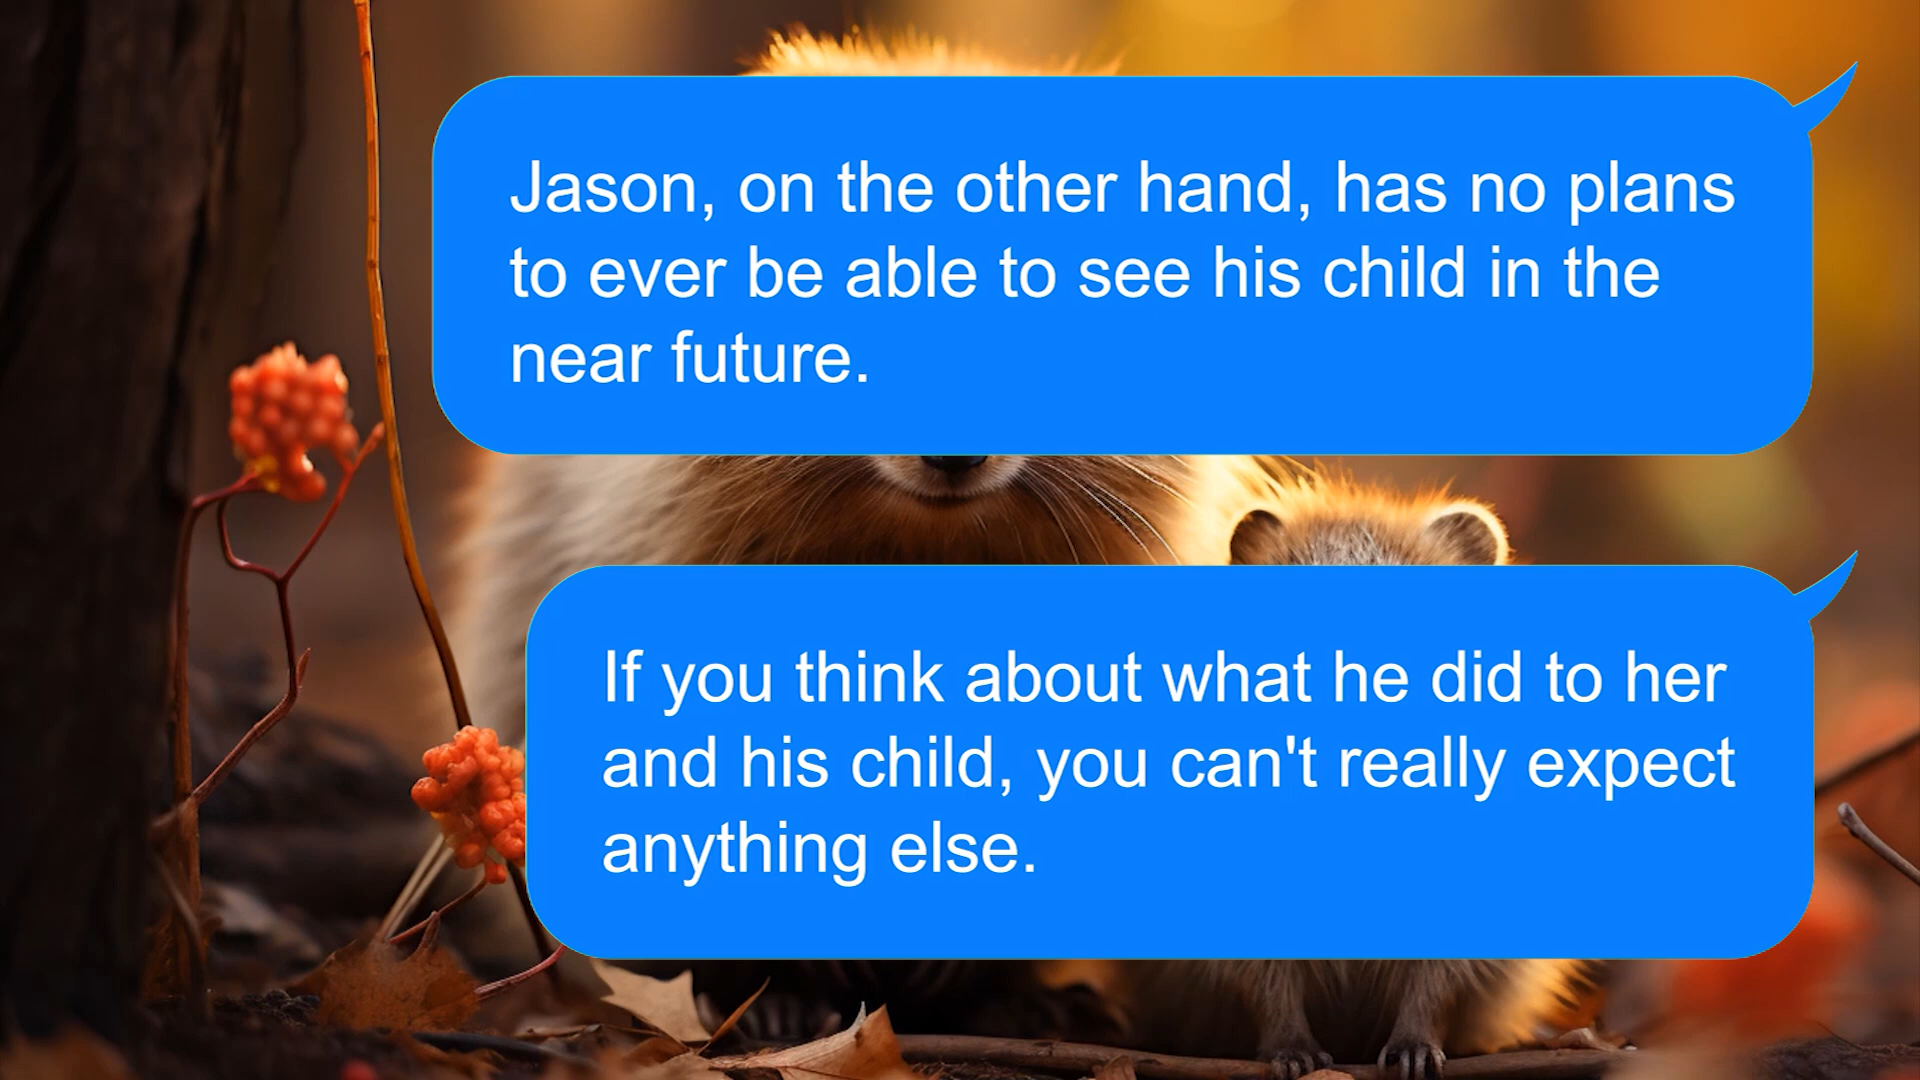 Jason, on the other hand, has no plans
to ever be able to see his child in the
near future.
If you think about what he did to her
and his child, you can't really expect
anything else.